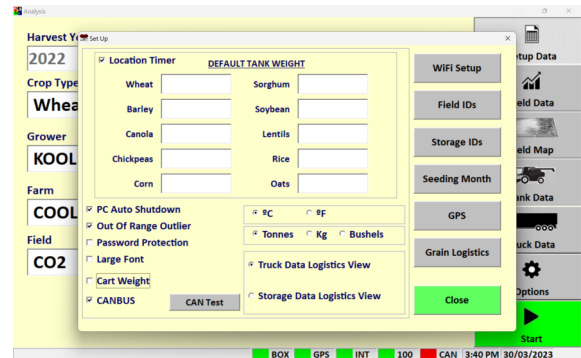 Analysis
Harvest Y
2022
Crop Type
Whea
Grower
KOOL
Farm
COOL
Field
CO2
Set Up
Location Timer
DEFAULT TANK WEIGHT
Wheat Sorghum
Barley Soybean
Canola Lentils
Chickpeas Rice
Corn Oats
PC Auto Shutdown
Out Of Range Outlier
Password Protection
Large Font
Cart Weight
CANBUS
CAN Test
ºC ºF
Tonnes Kg Bushels
Truck Data Logistics View
Storage Data Logistics View
WiFi Setup
Field IDs
Storage IDs
Seeding Month
GPS
Grain Logistics
Close
tup Data
eld Data
eld Map
ank Data
uck Data
Options
Start
BOX GPS INT 100 CAN 3:40 PM 30/03/2023